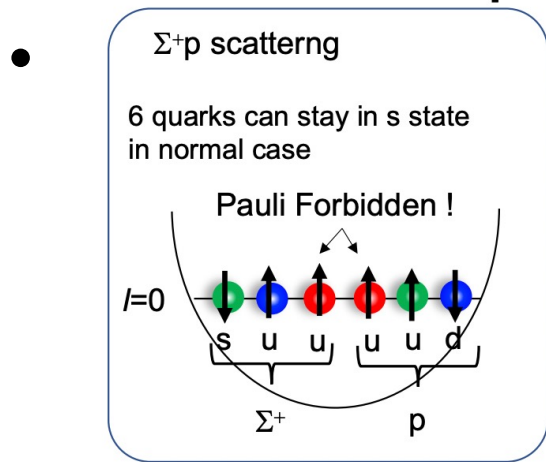 Σ⁺p scatterng
6 quarks can stay in s state
in normal case
Pauli Forbidden !
l=0
s u u u u d
Σ⁺ p